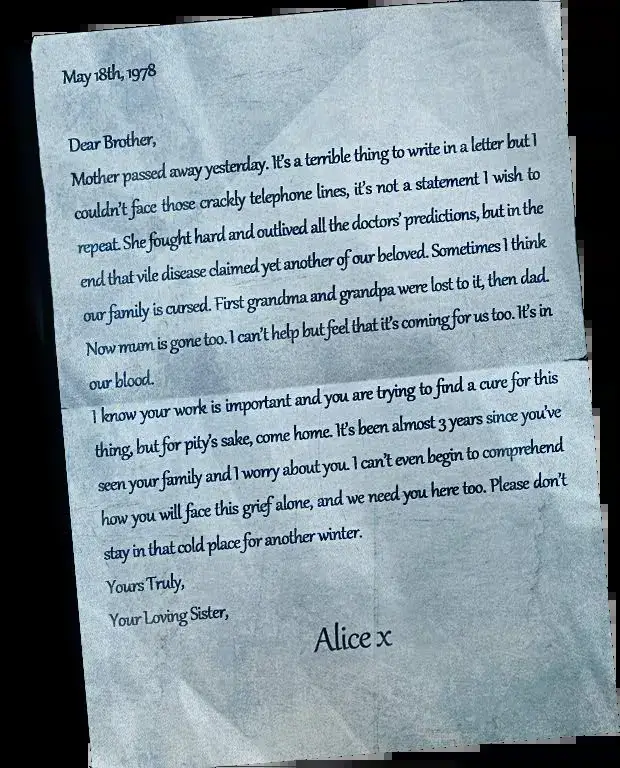 May 18th, 1978
Dear Brother,
Mother passed away yesterday. It's a terrible thing to write in a letter but I
couldn't face those crackly telephone lines, it's not a statement I wish to
repeat. She fought hard and outlived all the doctors' predictions, but in the
end that vile disease claimed yet another of our beloved. Sometimes I think
our family is cursed. First grandma and grandpa were lost to it, then dad.
Now mum is gone too. I can't help but feel that it's coming for us too. It's in
our blood.
I know your work is important and you are trying to find a cure for this
thing, but for pity's sake, come home. It's been almost 3 years since you've
seen your family and I worry about you. I can't even begin to comprehend
how you will face this grief alone, and we need you here too. Please don't
stay in that cold place for another winter.
Yours Truly,
Your Loving Sister,
Alice x